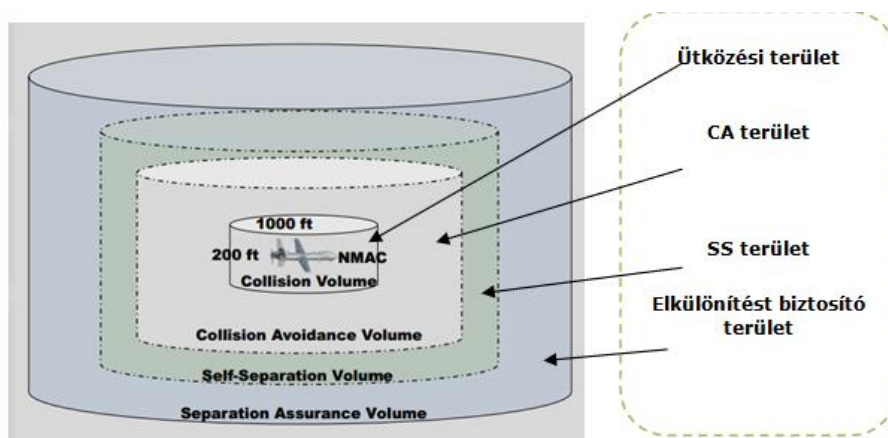 Ütközési terület
CA terület
SS terület
Elkülönítést biztosító
terület
1000 ft
200 ft
NMAC
Collision Volume
Collision Avoidance Volume
Self-Separation Volume
Separation Assurance Volume